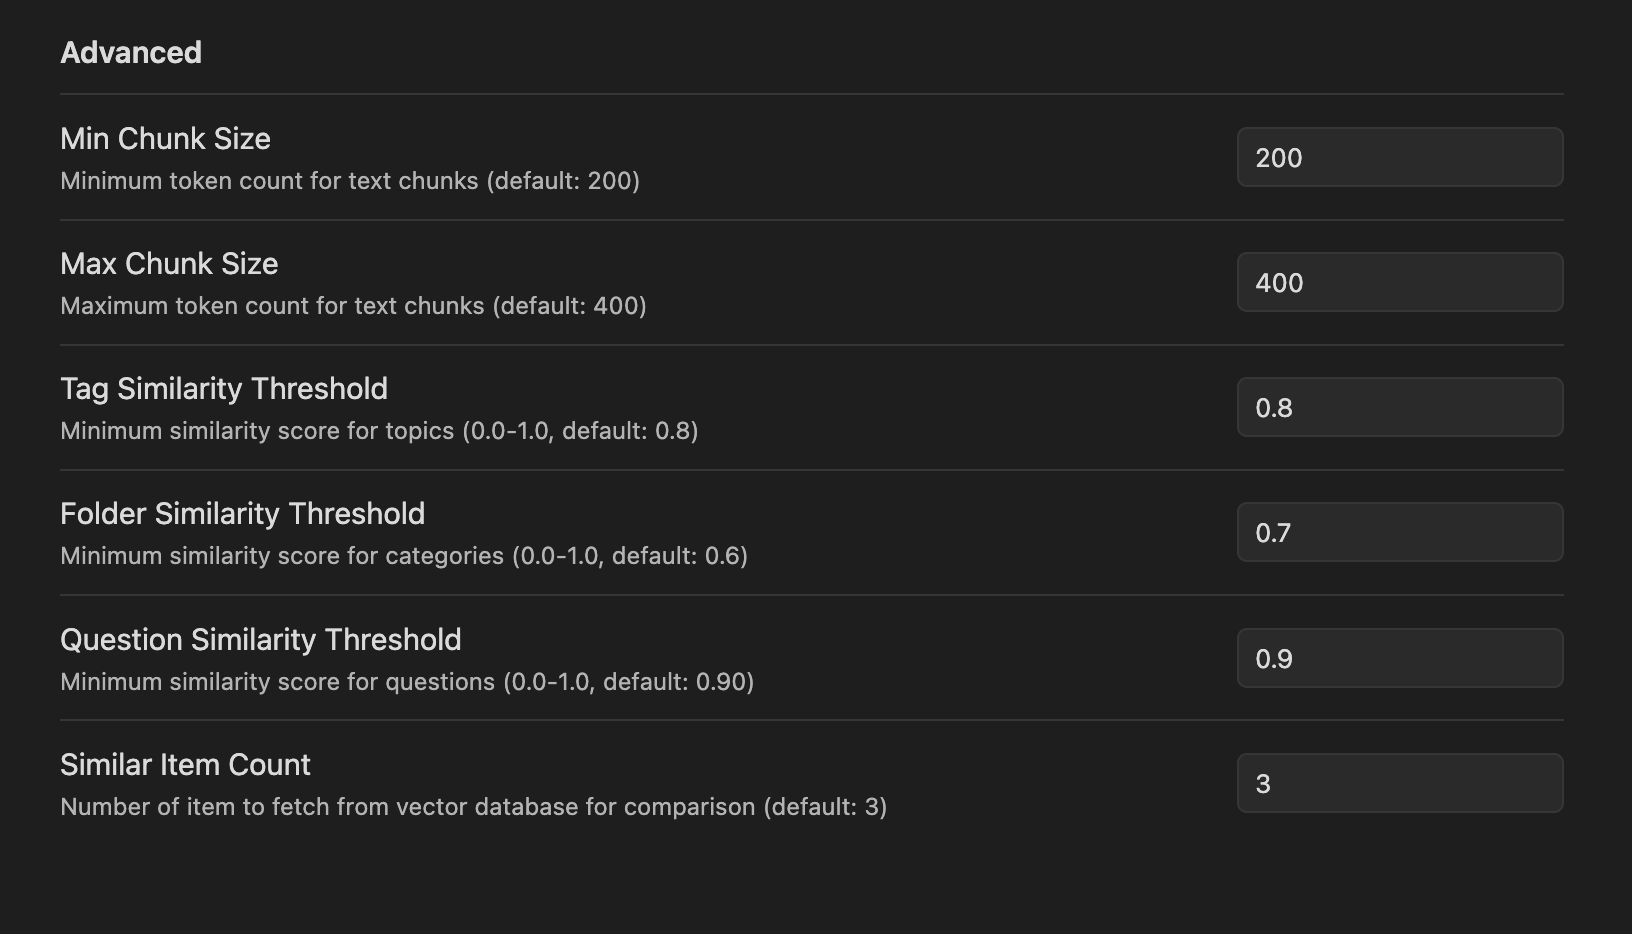 Advanced
Min Chunk Size
Minimum token count for text chunks (default: 200)
200
Max Chunk Size
Maximum token count for text chunks (default: 400)
400
Tag Similarity Threshold
Minimum similarity score for topics (0.0-1.0, default: 0.8)
0.8
Folder Similarity Threshold
Minimum similarity score for categories (0.0-1.0, default: 0.6)
0.7
Question Similarity Threshold
Minimum similarity score for questions (0.0-1.0, default: 0.90)
0.9
Similar Item Count
Number of item to fetch from vector database for comparison (default: 3)
3